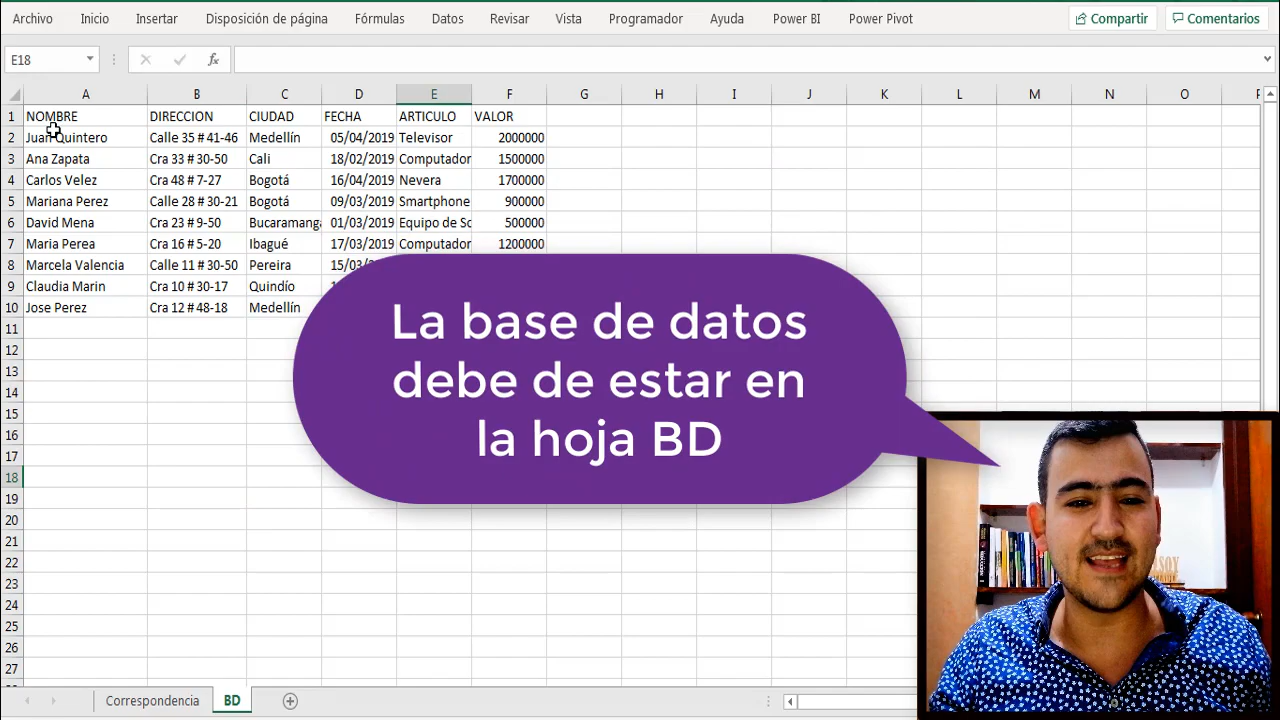 Archivo Inicio Insertar Disposición de página Fórmulas Datos Revisar Vista Programador Ayuda Power BI Power Pivot Compartir Comentarios
E18 fx
A B C D E F G H I J K L M N O
1 NOMBRE DIRECCION CIUDAD FECHA ARTICULO VALOR
2 Juan Quintero Calle 35 # 41-46 Medellín 05/04/2019 Televisor 2000000
3 Ana Zapata Cra 33 # 30-50 Cali 18/02/2019 Computador 1500000
4 Carlos Velez Cra 48 # 7-27 Bogotá 16/04/2019 Nevera 1700000
5 Mariana Perez Calle 28 # 30-21 Bogotá 09/03/2019 Smartphone 900000
6 David Mena Cra 23 # 9-50 Bucaramanga 01/03/2019 Equipo de So 500000
7 Maria Perea Cra 16 # 5-20 Ibagué 17/03/2019 Computador 1200000
8 Marcela Valencia Calle 11 # 30-50 Pereira 15/03
9 Claudia Marin Cra 10 # 30-17 Quindío
10 Jose Perez Cra 12 # 48-18 Medellín
11
12
13
14
15
16
17
18
19
20
21
22
23
24
25
26
27
La base de datos
debe de estar en
la hoja BD
Correspondencia BD